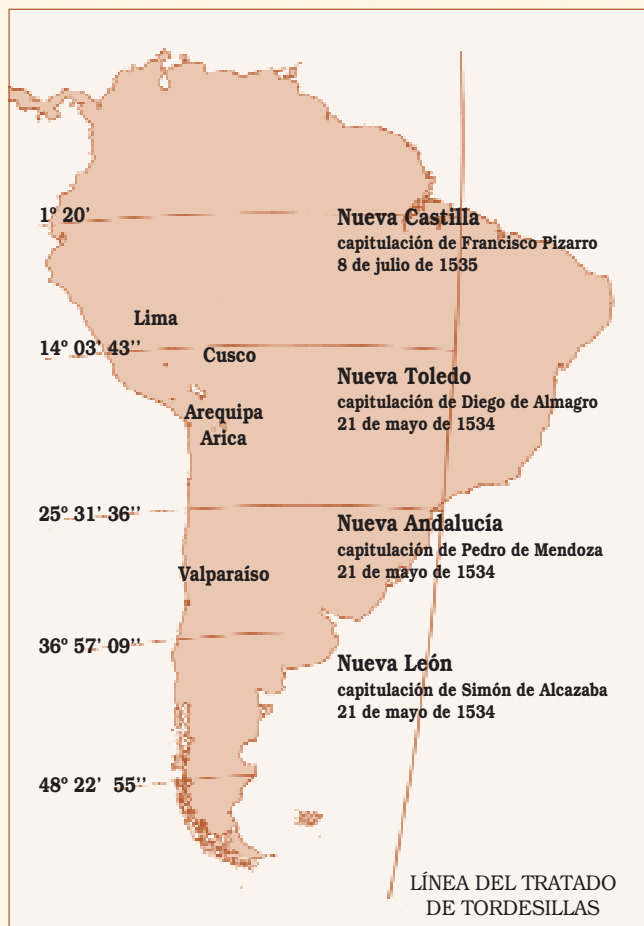 1º 20’
Nueva Castilla
capitulación de Francisco Pizarro
8 de julio de 1535
Lima
14º 03’ 43’’
Cusco
Nueva Toledo
capitulación de Diego de Almagro
21 de mayo de 1534
Arequipa
Arica
25º 31’ 36’’
Nueva Andalucía
capitulación de Pedro de Mendoza
21 de mayo de 1534
Valparaíso
36º 57’ 09’’
Nueva León
capitulación de Simón de Alcazaba
21 de mayo de 1534
48º 22’ 55’’
LÍNEA DEL TRATADO
DE TORDESILLAS